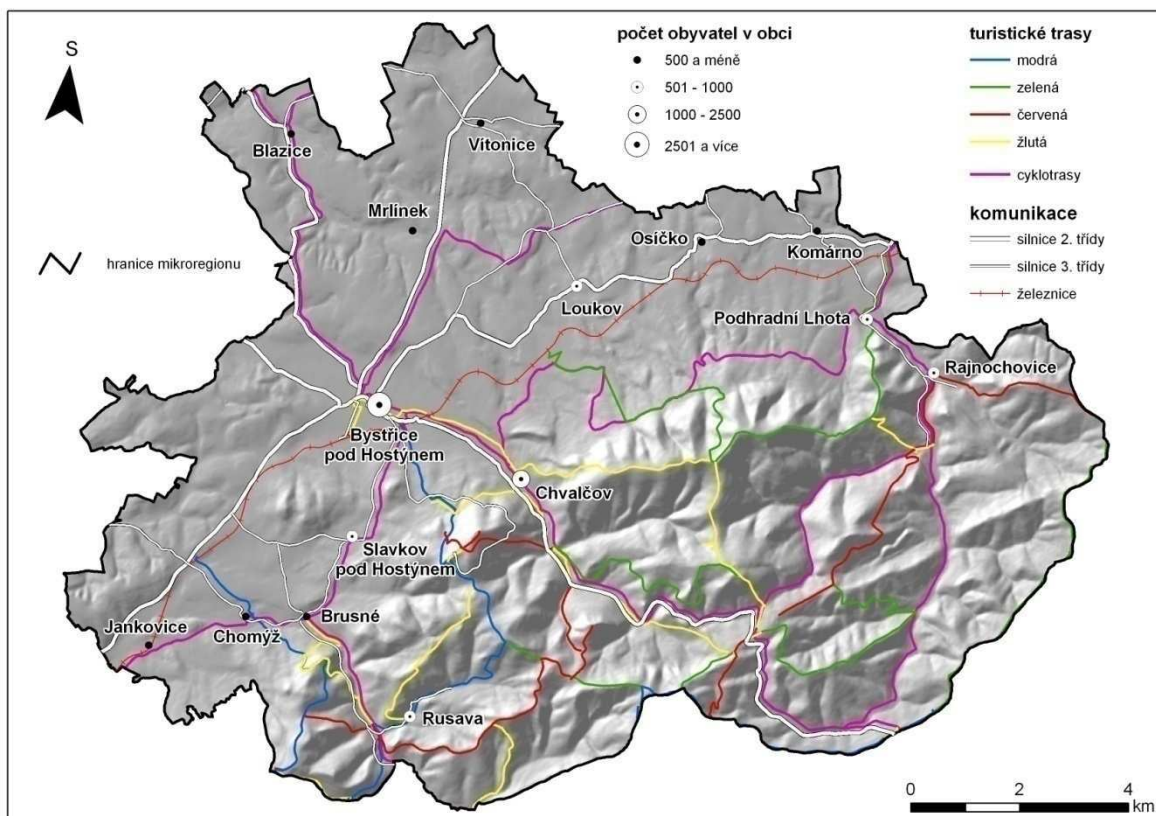 S
počet obyvatel v obci
500 a méně
501 - 1000
1000 - 2500
2501 a více
turistické trasy
modrá
zelená
červená
žlutá
cyklotrasy
komunikace
silnice 2. třídy
silnice 3. třídy
železnice
hranice mikroregionu
Blazice
Vítonice
Mrlínek
Osíčko
Komárno
Loukov
Podhradní Lhota
Rajnochovice
Bystřice
pod Hostýnem
Chvalčov
Slavkov
pod Hostýnem
Brusné
Chomýž
Jankovice
Rusava
0 2 4
km